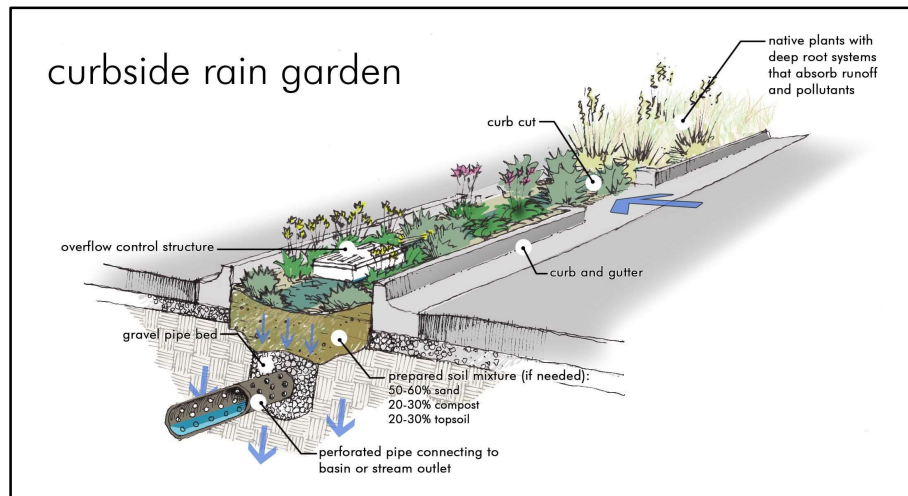 curbside rain garden
native plants with
deep root systems
that absorb runoff
and pollutants
curb cut
overflow control structure
curb and gutter
gravel pipe bed
prepared soil mixture (if needed):
50-60% sand
20-30% compost
20-30% topsoil
perforated pipe connecting to
basin or stream outlet